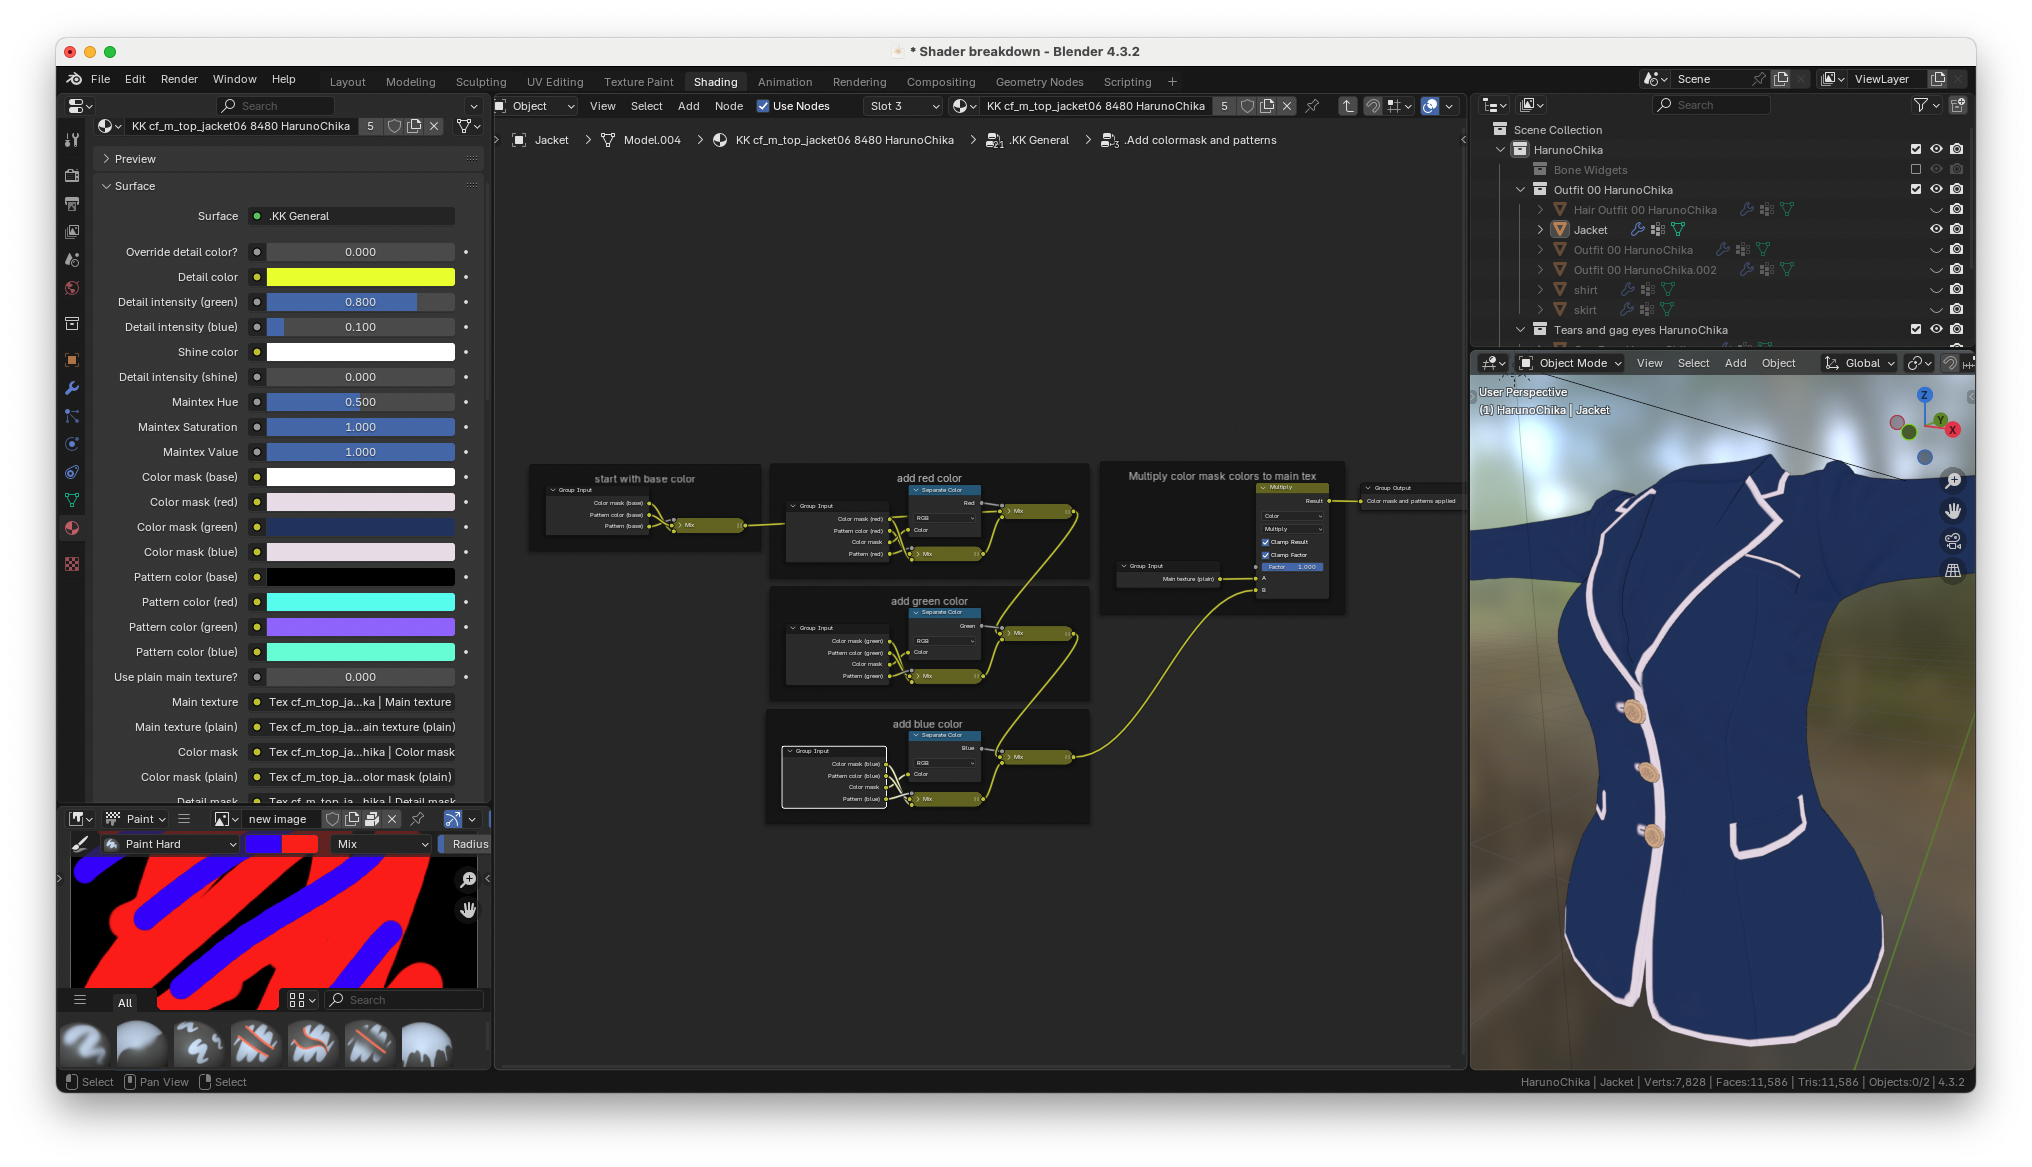 * Shader breakdown - Blender 4.3.2
File Edit Render Window Help
Layout Modeling Sculpting UV Editing Texture Paint Shading Animation Rendering Compositing Geometry Nodes Scripting +
Scene
ViewLayer
Search
Object View Select Add Node Use Nodes Slot 3 KK cf_m_top_jacket06 8480 HarunoChika 5
Search
KK cf_m_top_jacket06 8480 HarunoChika 5
Jacket > Model.004 > KK cf_m_top_jacket06 8480 HarunoChika > .KK General > .Add colormask and patterns
Preview
Surface
Surface .KK General
Override detail color? 0.000
Detail color
Detail intensity (green) 0.800
Detail intensity (blue) 0.100
Shine color
Detail intensity (shine) 0.000
Maintex Hue 0.500
Maintex Saturation 1.000
Maintex Value 1.000
Color mask (base)
Color mask (red)
Color mask (green)
Color mask (blue)
Pattern color (base)
Pattern color (red)
Pattern color (green)
Pattern color (blue)
Use plain main texture? 0.000
Main texture Tex cf_m_top_ja...ka | Main texture
Main texture (plain) Tex cf_m_top_ja...ain texture (plain)
Color mask Tex cf_m_top_ja...hika | Color mask
Color mask (plain) Tex cf_m_top_ja...olor mask (plain)
Detail mask Tex cf_m_top_ja...hika | Detail mask
Paint new image
Paint Hard Mix Radius
All Search
start with base color
Group Input
Color mask (base)
Pattern color (base)
Pattern (base)
Mix
add red color
Separate Color
Red
RGB
Color
Group Input
Color mask (red)
Pattern color (red)
Color mask
Pattern (red)
Mix
Mix
add green color
Separate Color
Green
RGB
Color
Group Input
Color mask (green)
Pattern color (green)
Color mask
Pattern (green)
Mix
Mix
add blue color
Separate Color
Blue
RGB
Color
Group Input
Color mask (blue)
Pattern color (blue)
Color mask
Pattern (blue)
Mix
Mix
Multiply color mask colors to main tex
Multiply
Result
Color
Multiply
Clamp Result
Clamp Factor
Factor 1.000
A
B
Group Input
Main texture (plain)
Group Output
Color mask and patterns applied
Scene Collection
HarunoChika
Bone Widgets
Outfit 00 HarunoChika
Hair Outfit 00 HarunoChika
Jacket
Outfit 00 HarunoChika
Outfit 00 HarunoChika.002
shirt
skirt
Tears and gag eyes HarunoChika
Object Mode View Select Add Object Global
User Perspective
(1) HarunoChika | Jacket
Z
Y
X
Select Pan View Select
HarunoChika | Jacket | Verts:7,828 | Faces:11,586 | Tris:11,586 | Objects:0/2 | 4.3.2